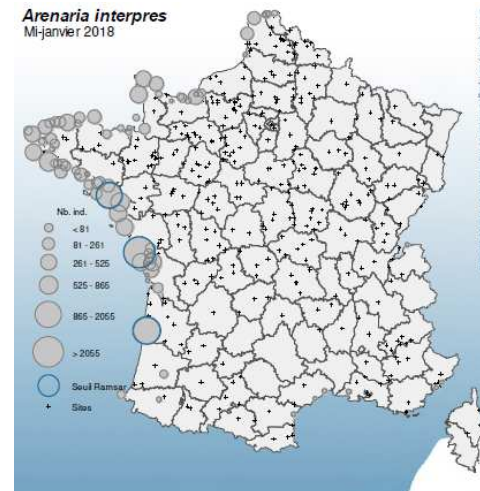 Arenaria interpres
Mi-janvier 2018
Nb. ind.
< 81
81 - 261
261 - 525
525 - 865
865 - 2055
> 2055
Seuil Ramsar
Sites